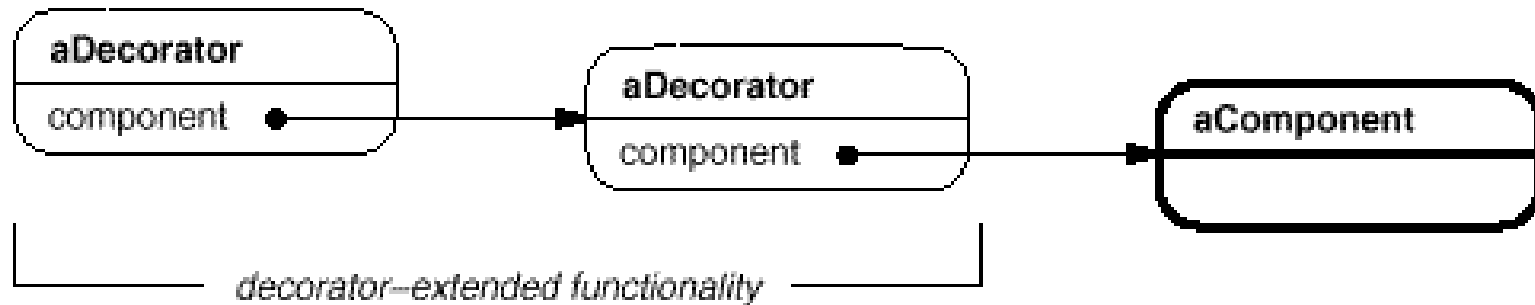 aDecorator
component
aDecorator
component
aComponent
decorator–extended functionality